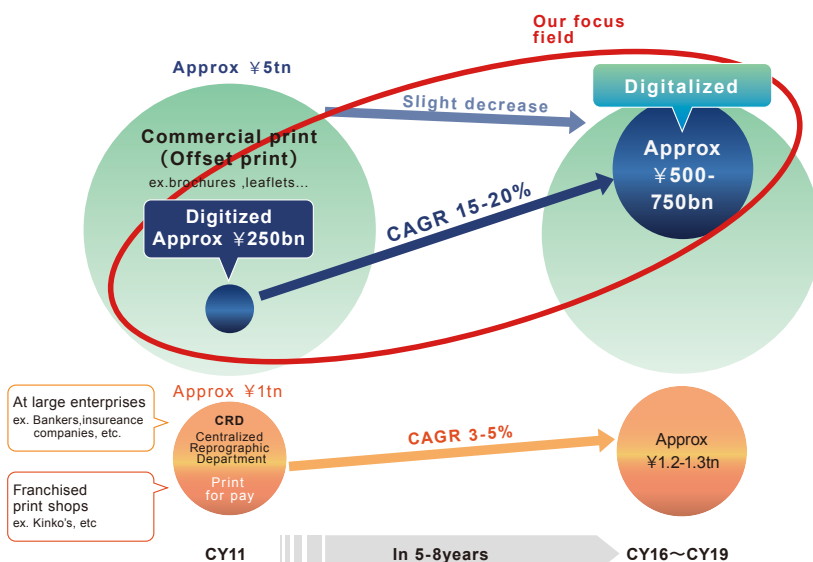 Our focus
field
Approx ¥5tn
Slight decrease
Digitalized
Commercial print
（Offset print）
ex.brochures ,leaflets...
Approx
¥500-
750bn
CAGR 15-20%
Digitized
Approx ¥250bn
At large enterprises
ex. Bankers,insureance
companies, etc.
Approx ¥1tn
CRD
Centralized
Reprographic
Department
Print
for pay
CAGR 3-5%
Approx
¥1.2-1.3tn
Franchised
print shops
ex. Kinko's, etc
CY11
In 5-8years
CY16～CY19